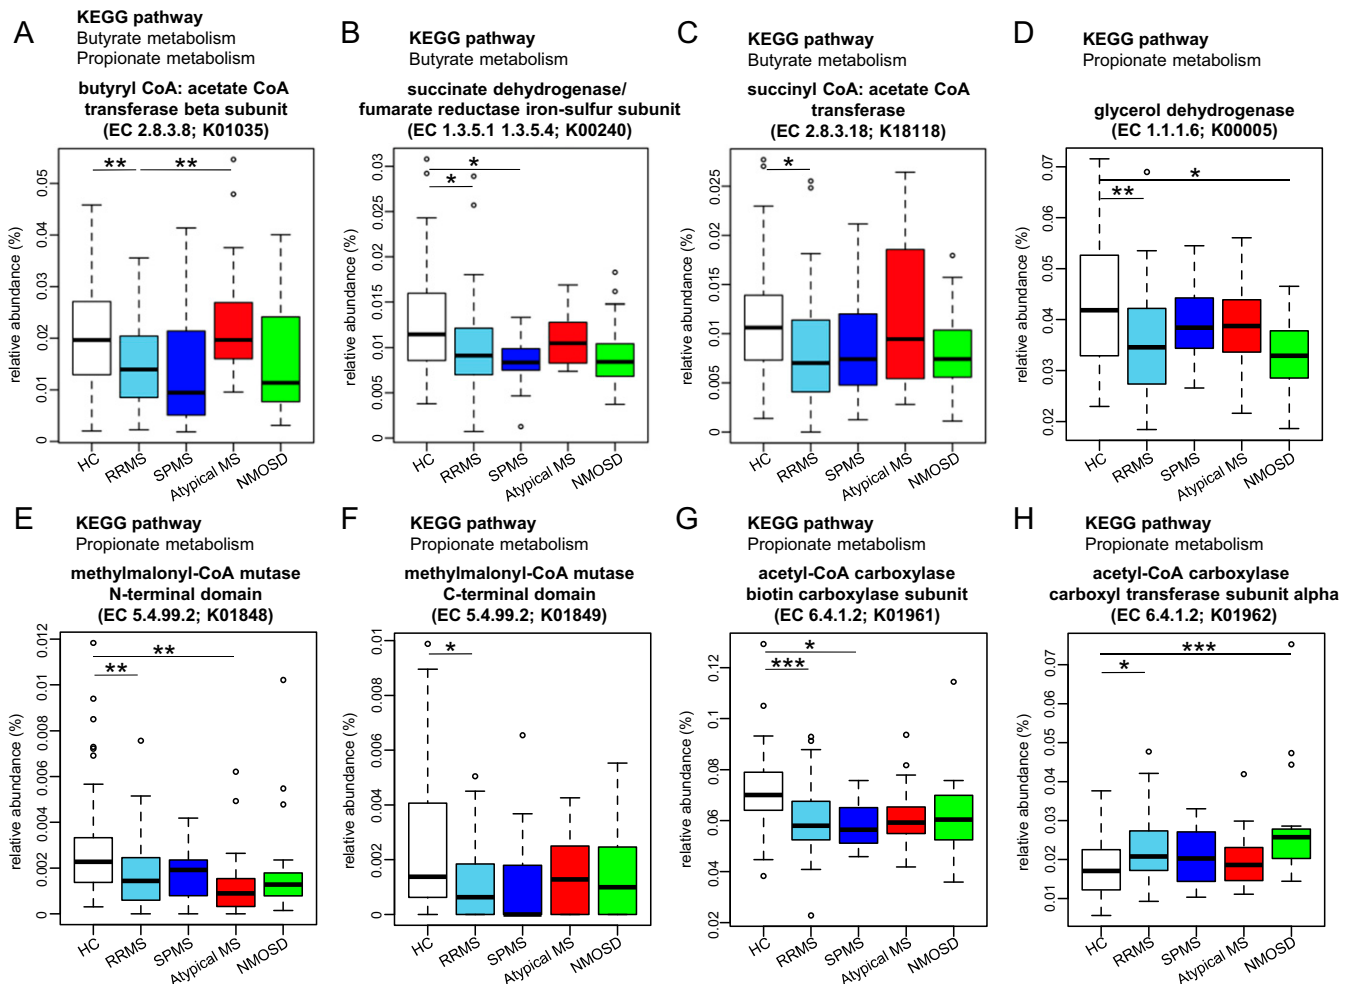 A
KEGG pathway
Butyrate metabolism
Propionate metabolism
butyryl CoA: acetate CoA
transferase beta subunit
(EC 2.8.3.8; K01035)
relative abundance (%)
0.05
0.04
0.03
0.02
0.01
0
** **
HC RRMS SPMS Atypical MS NMOSD
B
KEGG pathway
Butyrate metabolism
succinate dehydrogenase/
fumarate reductase iron-sulfur subunit
(EC 1.3.5.1 1.3.5.4; K00240)
relative abundance (%)
0.03
0.025
0.02
0.015
0.01
0.005
0
*
*
HC RRMS SPMS Atypical MS NMOSD
C
KEGG pathway
Butyrate metabolism
succinyl CoA: acetate CoA
transferase
(EC 2.8.3.18; K18118)
relative abundance (%)
0.025
0.02
0.015
0.01
0.005
0
*
HC RRMS SPMS Atypical MS NMOSD
D
KEGG pathway
Propionate metabolism
glycerol dehydrogenase
(EC 1.1.1.6; K00005)
relative abundance (%)
0.07
0.06
0.05
0.04
0.03
0.02
*
**
HC RRMS SPMS Atypical MS NMOSD
E
KEGG pathway
Propionate metabolism
methylmalonyl-CoA mutase
N-terminal domain
(EC 5.4.99.2; K01848)
relative abundance (%)
0.012
0.01
0.008
0.006
0.004
0.002
0
**
**
HC RRMS SPMS Atypical MS NMOSD
F
KEGG pathway
Propionate metabolism
methylmalonyl-CoA mutase
C-terminal domain
(EC 5.4.99.2; K01849)
relative abundance (%)
0.01
0.008
0.006
0.004
0.002
0
*
HC RRMS SPMS Atypical MS NMOSD
G
KEGG pathway
Propionate metabolism
acetyl-CoA carboxylase
biotin carboxylase subunit
(EC 6.4.1.2; K01961)
relative abundance (%)
0.12
0.1
0.08
0.06
0.04
0.02
*
***
HC RRMS SPMS Atypical MS NMOSD
H
KEGG pathway
Propionate metabolism
acetyl-CoA carboxylase
carboxyl transferase subunit alpha
(EC 6.4.1.2; K01962)
relative abundance (%)
0.07
0.06
0.05
0.04
0.03
0.02
0.01
***
*
HC RRMS SPMS Atypical MS NMOSD